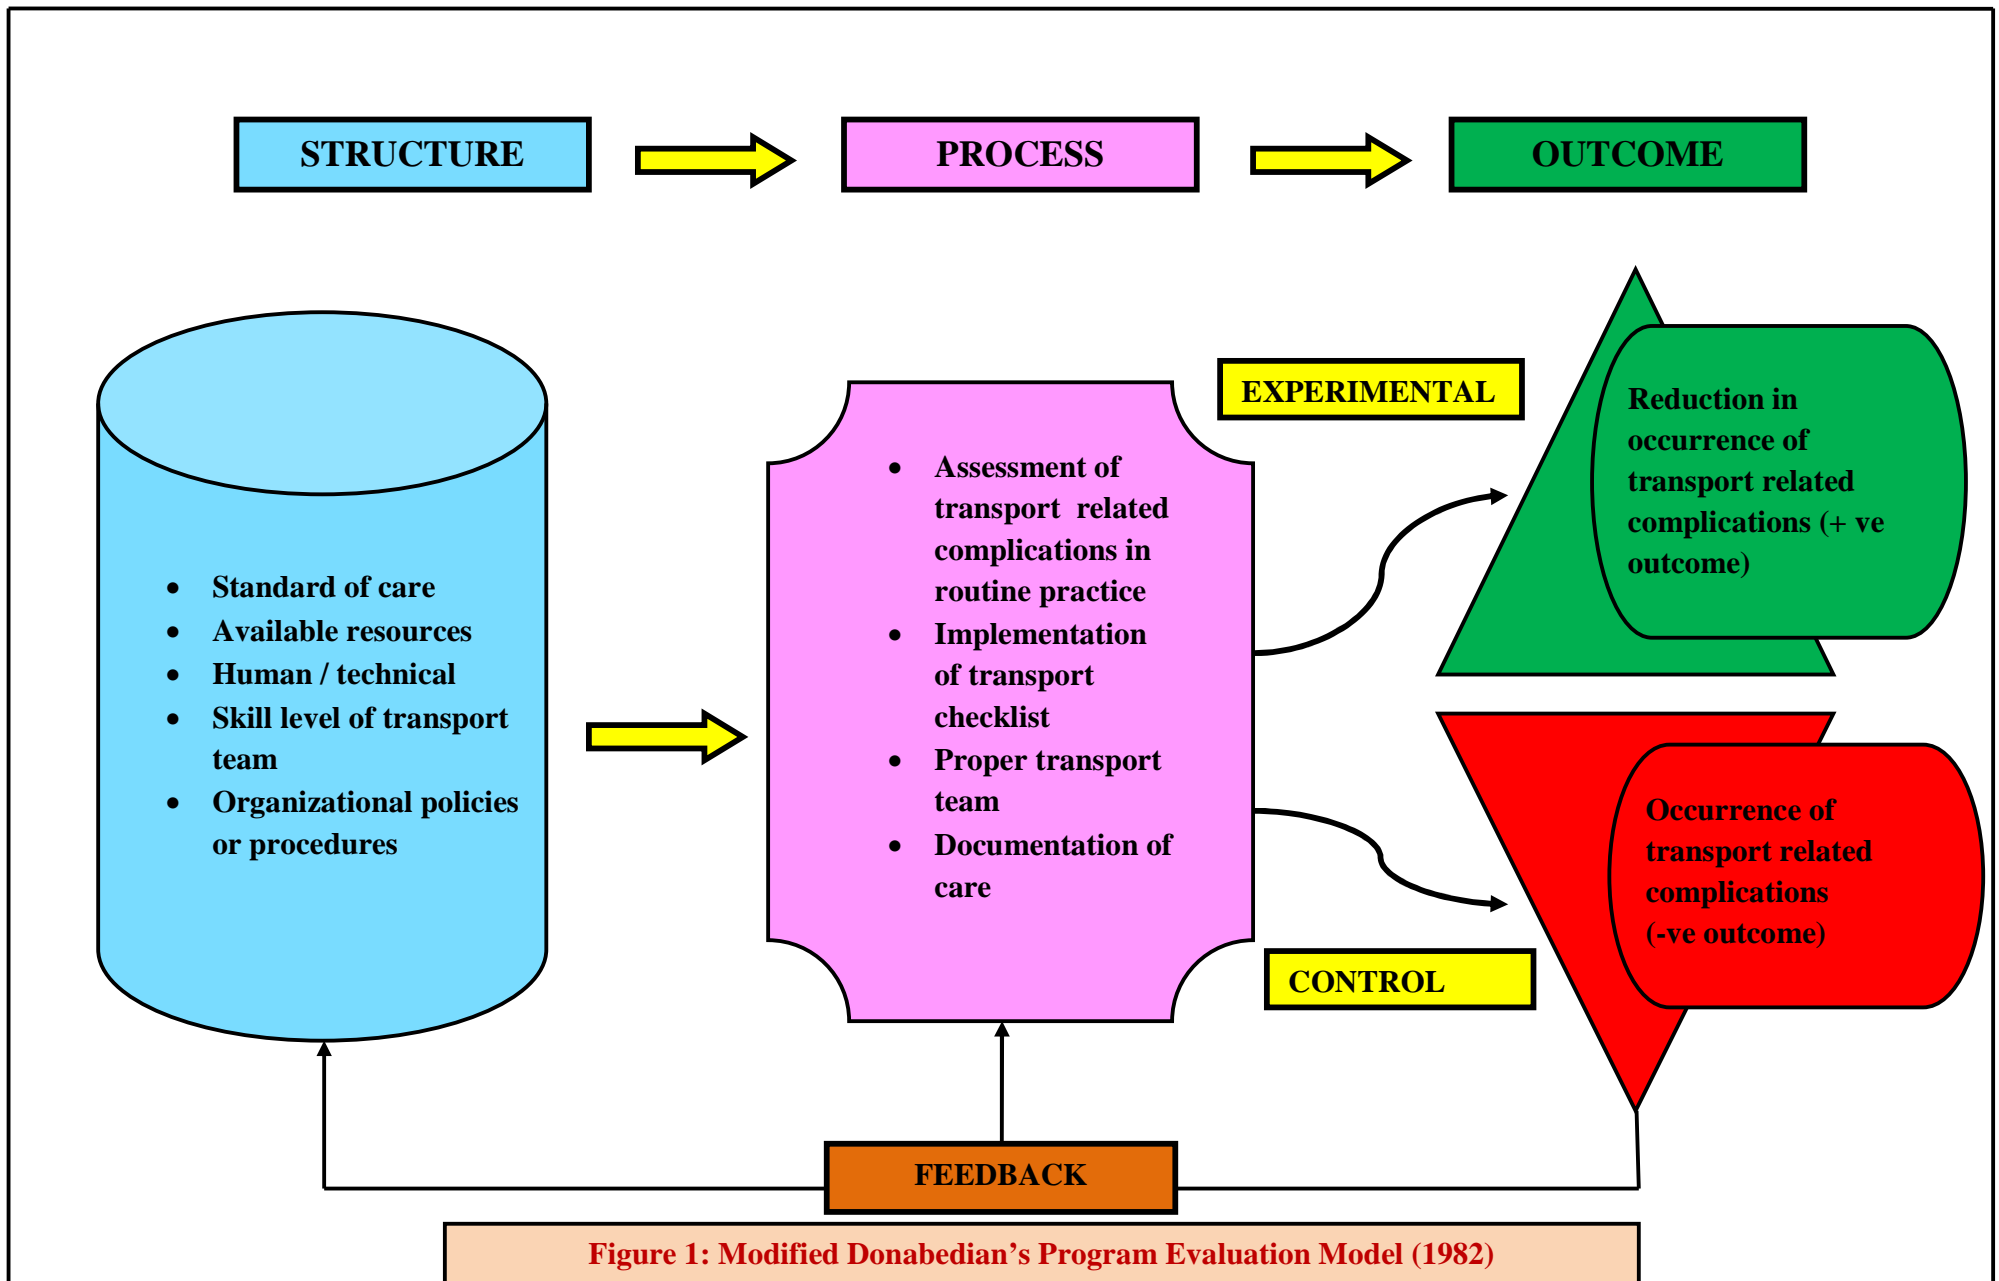 STRUCTURE
PROCESS
OUTCOME
• Standard of care
• Available resources
• Human / technical
• Skill level of transport
team
• Organizational policies
or procedures
• Assessment of
transport  related
complications in
routine practice
• Implementation
of transport
checklist
• Proper transport
team
• Documentation of
care
EXPERIMENTAL
Reduction in
occurrence of
transport related
complications (+ ve
outcome)
CONTROL
Occurrence of
transport related
complications
(-ve outcome)
FEEDBACK
Figure 1: Modified Donabedian’s Program Evaluation Model (1982)